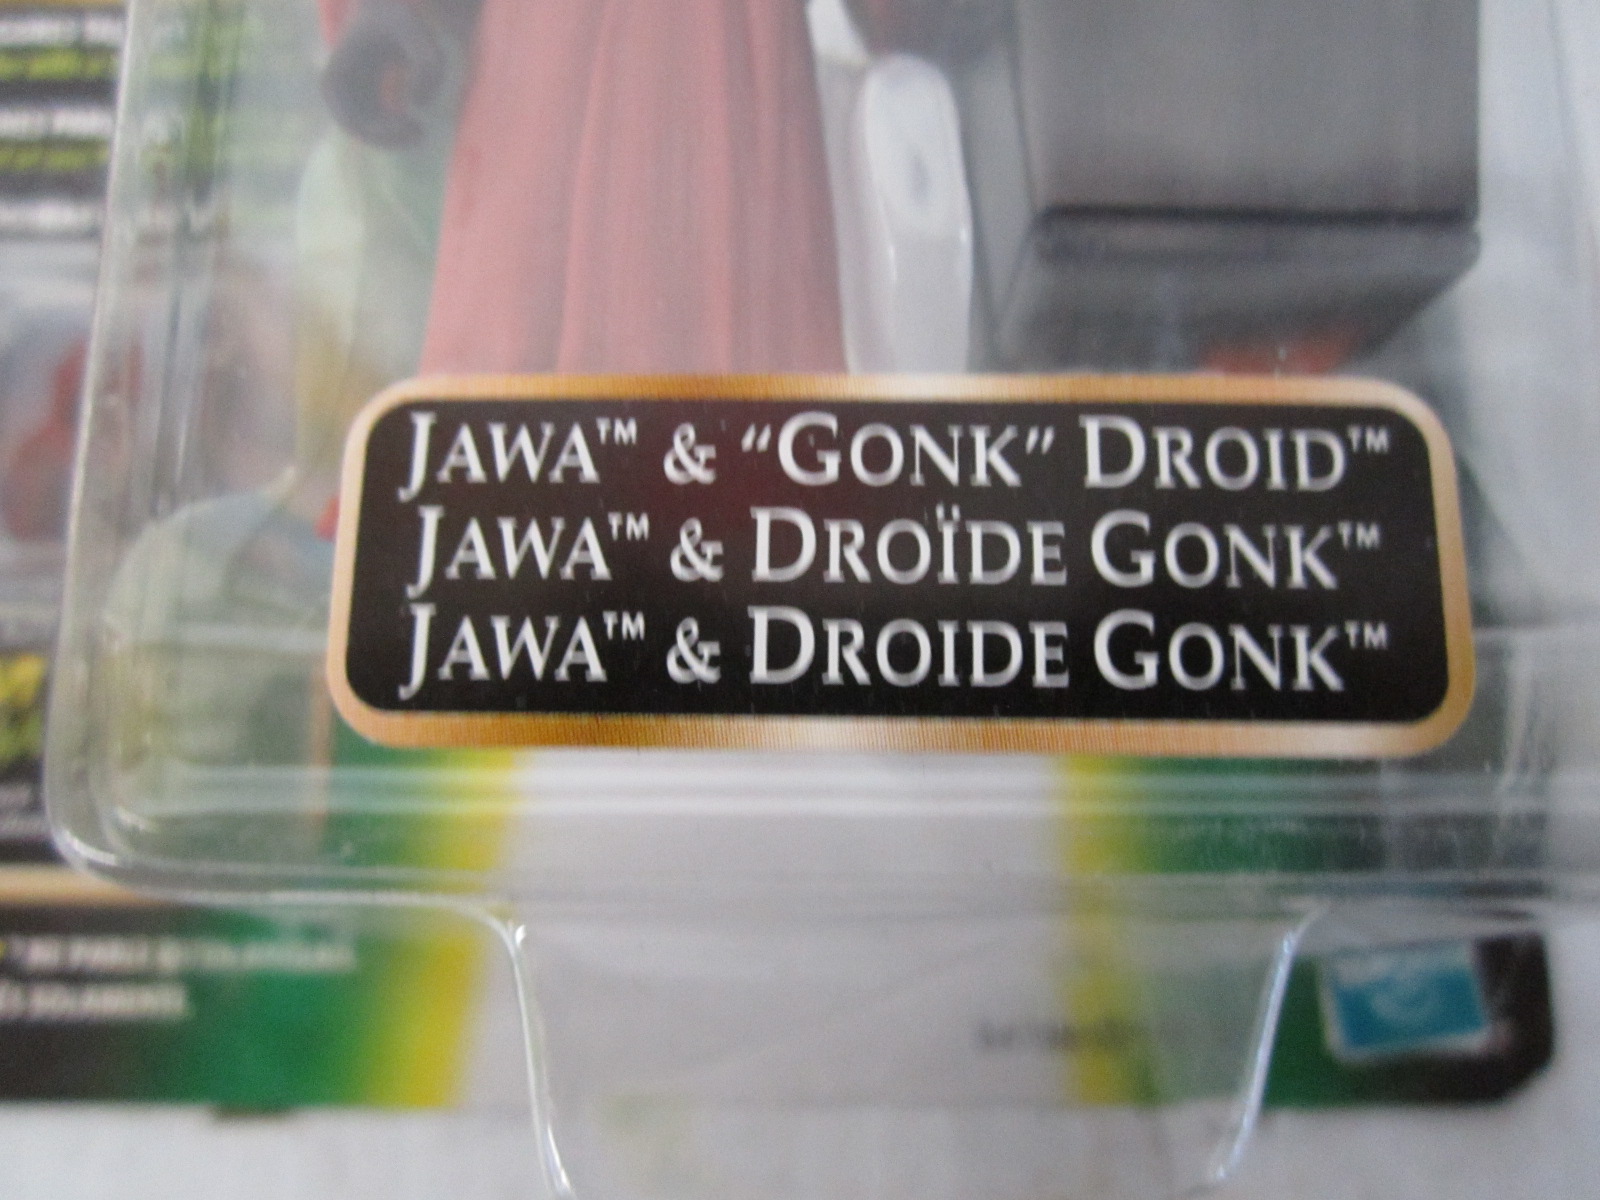 JAWA™ & "GONK" DROID™
JAWA™ & DROÏDE GONK™
JAWA™ & DROIDE GONK™